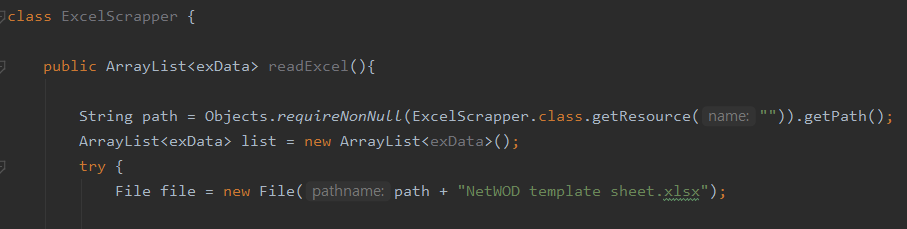 class ExcelScrapper {
public ArrayList<exData> readExcel(){
String path = Objects.requireNonNull(ExcelScrapper.class.getResource( name: "")).getPath();
ArrayList<exData> list = new ArrayList<exData>();
try {
File file = new File( pathname: path + "NetWOD template sheet.xlsx");